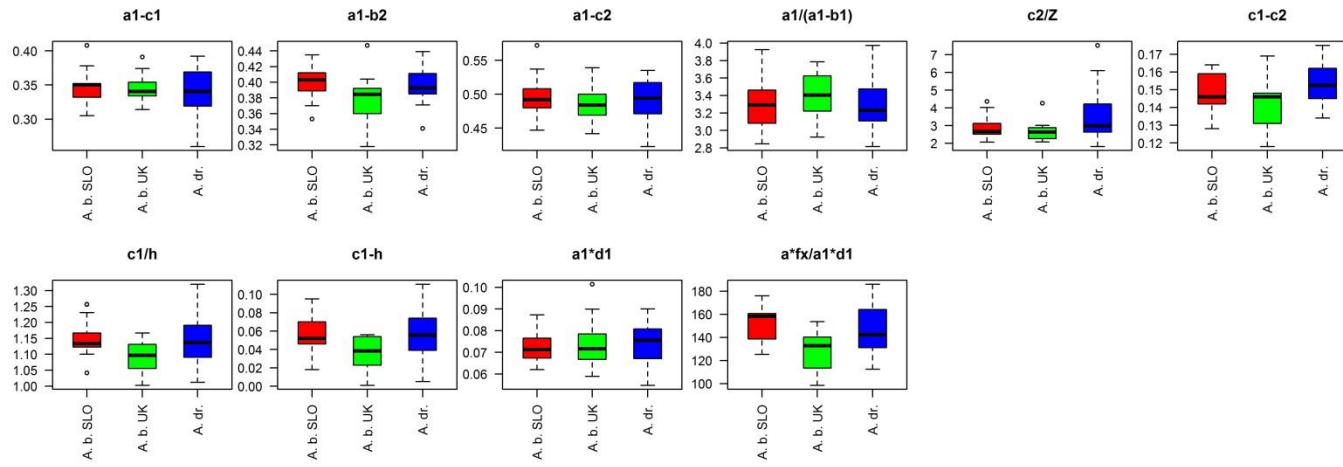 a1-c1 a1-b2 a1-c2 a1/(a1-b1) c2/Z c1-c2
0.40 0.35 0.30
0.44 0.42 0.40 0.38 0.36 0.34 0.32
0.55 0.50 0.45
4.0 3.8 3.6 3.4 3.2 3.0 2.8
7 6 5 4 3 2
0.17 0.16 0.15 0.14 0.13 0.12
A. b. SLO A. b. UK A. dr. A. b. SLO A. b. UK A. dr. A. b. SLO A. b. UK A. dr. A. b. SLO A. b. UK A. dr. A. b. SLO A. b. UK A. dr. A. b. SLO A. b. UK A. dr.
c1/h c1-h a1*d1 a*fx/a1*d1
1.30 1.25 1.20 1.15 1.10 1.05 1.00
0.10 0.08 0.06 0.04 0.02 0.00
0.10 0.09 0.08 0.07 0.06
180 160 140 120 100
A. b. SLO A. b. UK A. dr. A. b. SLO A. b. UK A. dr. A. b. SLO A. b. UK A. dr. A. b. SLO A. b. UK A. dr.